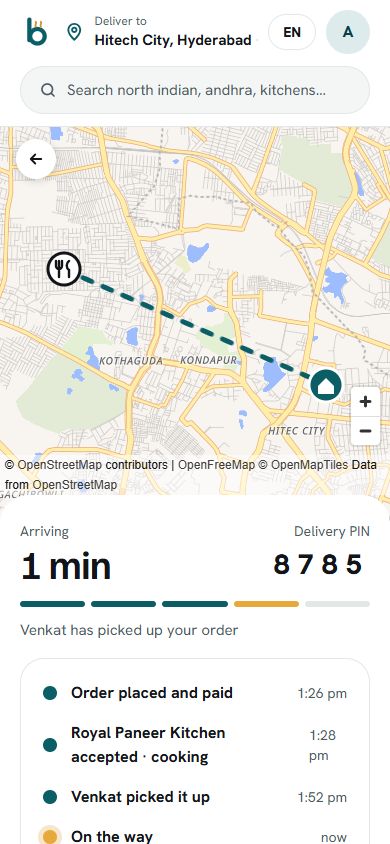 b
Deliver to
Hitech City, Hyderabad
EN
A
Search north indian, andhra, kitchens...
KOTHAGUDA
KONDAPUR
HITEC CITY
© OpenStreetMap contributors | OpenFreeMap © OpenMapTiles Data
from OpenStreetMap
GACHIBOWLI
Arriving
Delivery PIN
1 min
8785
Venkat has picked up your order
Order placed and paid
1:26 pm
Royal Paneer Kitchen
accepted · cooking
1:28
pm
Venkat picked it up
1:52 pm
On the way
now